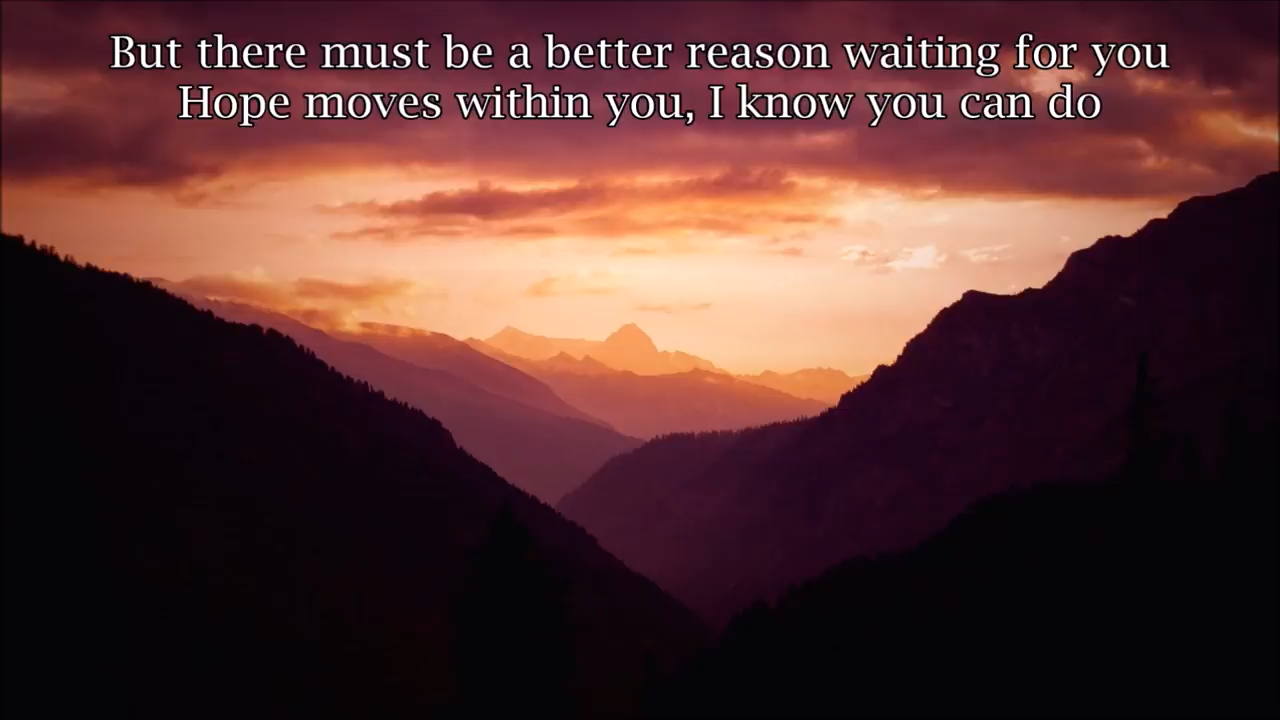 But there must be a better reason waiting for you
Hope moves within you, I know you can do